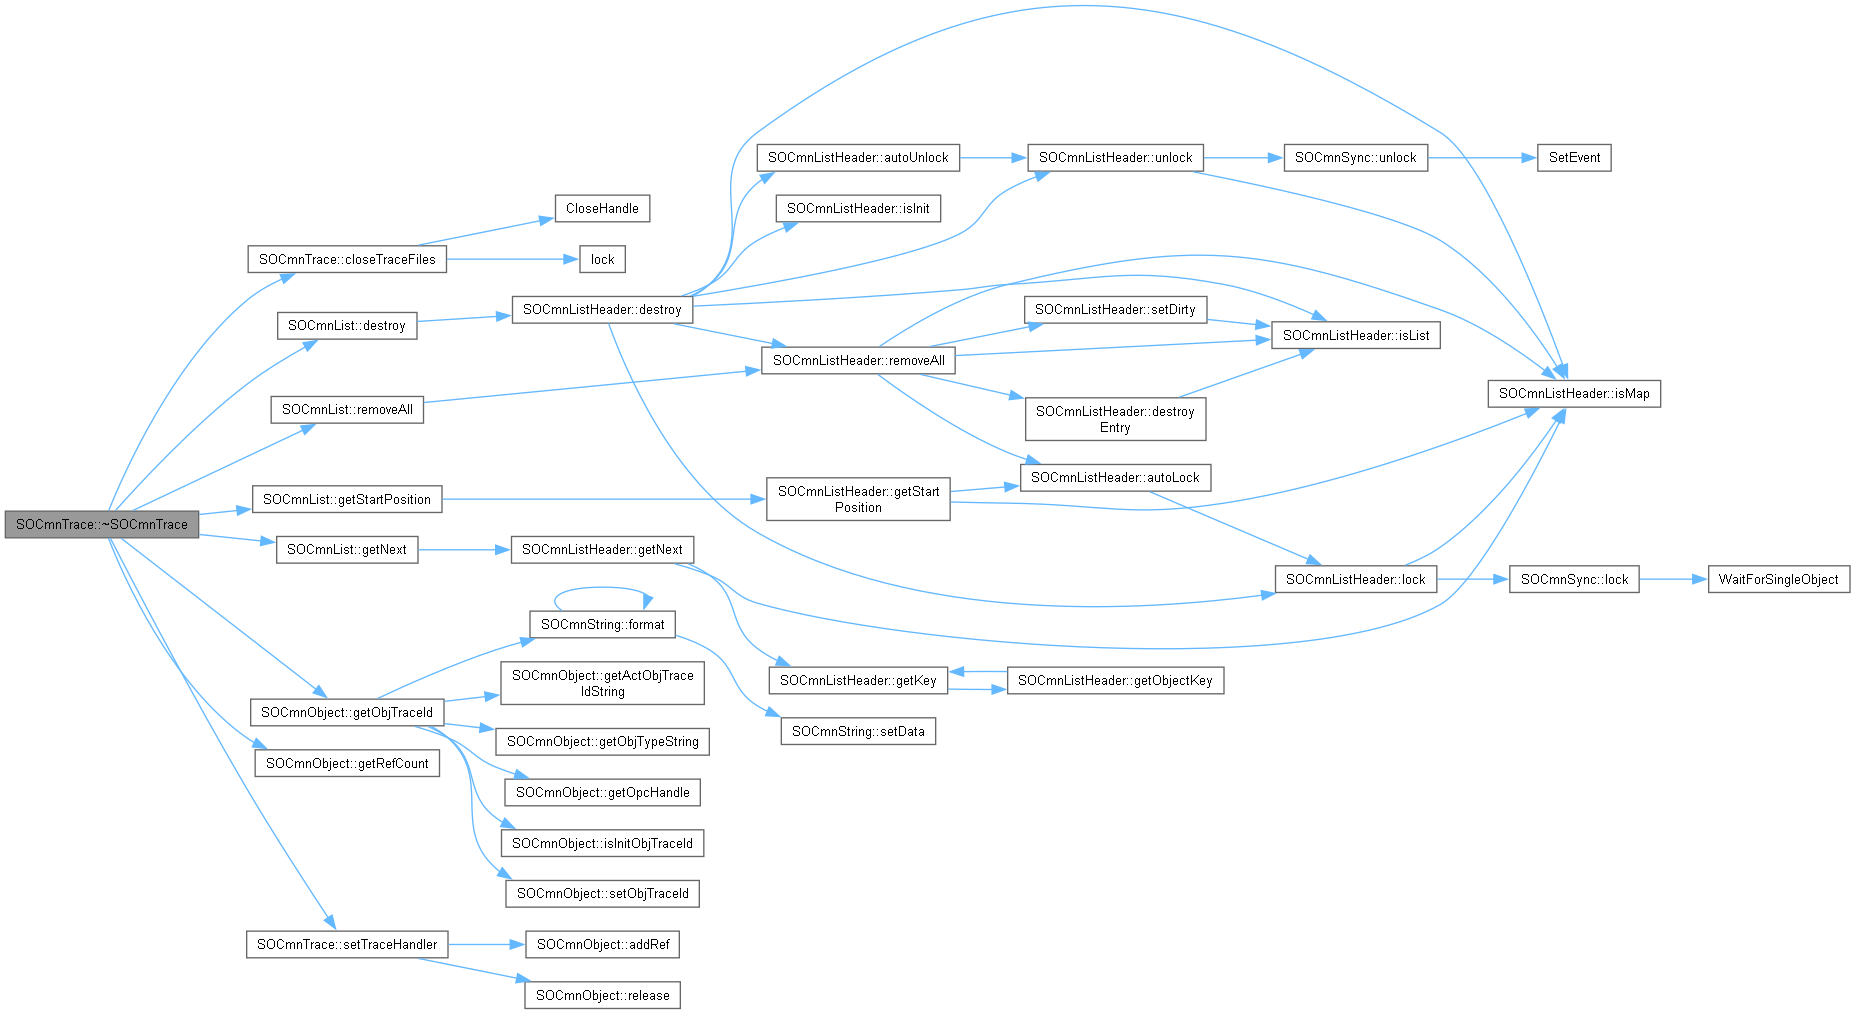 SOCmnTrace::~SOCmnTrace
SOCmnTrace::closeTraceFiles
CloseHandle
lock
SOCmnList::destroy
SOCmnListHeader::destroy
SOCmnListHeader::autoUnlock
SOCmnListHeader::unlock
SOCmnSync::unlock
SetEvent
SOCmnListHeader::isInit
SOCmnListHeader::removeAll
SOCmnListHeader::setDirty
SOCmnListHeader::isList
SOCmnListHeader::destroy
Entry
SOCmnListHeader::isMap
SOCmnList::removeAll
SOCmnListHeader::autoLock
SOCmnList::getStartPosition
SOCmnListHeader::getStart
Position
SOCmnList::getNext
SOCmnListHeader::getNext
SOCmnListHeader::lock
SOCmnSync::lock
WaitForSingleObject
SOCmnString::format
SOCmnListHeader::getKey
SOCmnListHeader::getObjectKey
SOCmnObject::getObjTraceId
SOCmnObject::getActObjTrace
IdString
SOCmnString::setData
SOCmnObject::getObjTypeString
SOCmnObject::getRefCount
SOCmnObject::getOpcHandle
SOCmnObject::isInitObjTraceId
SOCmnObject::setObjTraceId
SOCmnTrace::setTraceHandler
SOCmnObject::addRef
SOCmnObject::release